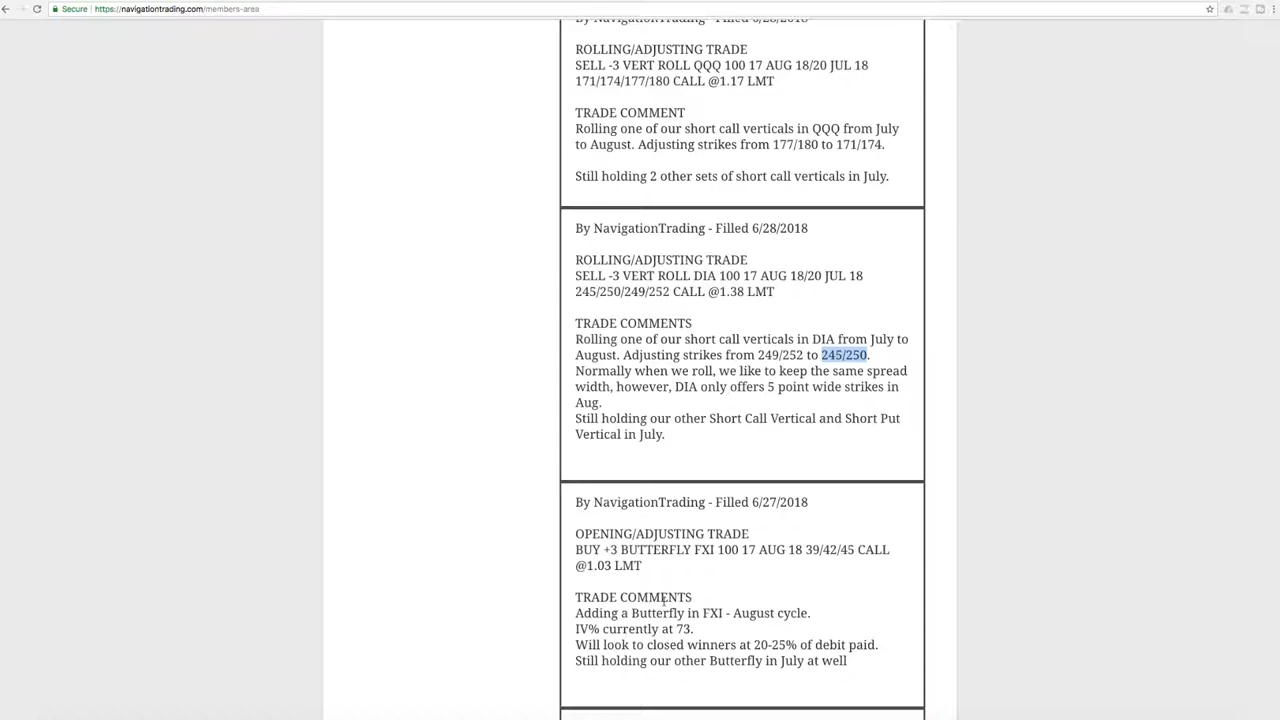 Secure
https://navigationtrading.com/members-area
By NavigationTrading - Filled 6/28/2018
ROLLING/ADJUSTING TRADE
SELL -3 VERT ROLL QQQ 100 17 AUG 18/20 JUL 18
171/174/177/180 CALL @1.17 LMT
TRADE COMMENT
Rolling one of our short call verticals in QQQ from July
to August. Adjusting strikes from 177/180 to 171/174.
Still holding 2 other sets of short call verticals in July.
By NavigationTrading - Filled 6/28/2018
ROLLING/ADJUSTING TRADE
SELL -3 VERT ROLL DIA 100 17 AUG 18/20 JUL 18
245/250/249/252 CALL @1.38 LMT
TRADE COMMENTS
Rolling one of our short call verticals in DIA from July to
August. Adjusting strikes from 249/252 to 245/250.
Normally when we roll, we like to keep the same spread
width, however, DIA only offers 5 point wide strikes in
Aug.
Still holding our other Short Call Vertical and Short Put
Vertical in July.
By NavigationTrading - Filled 6/27/2018
OPENING/ADJUSTING TRADE
BUY +3 BUTTERFLY FXI 100 17 AUG 18 39/42/45 CALL
@1.03 LMT
TRADE COMMENTS
Adding a Butterfly in FXI - August cycle.
IV% currently at 73.
Will look to closed winners at 20-25% of debit paid.
Still holding our other Butterfly in July at well